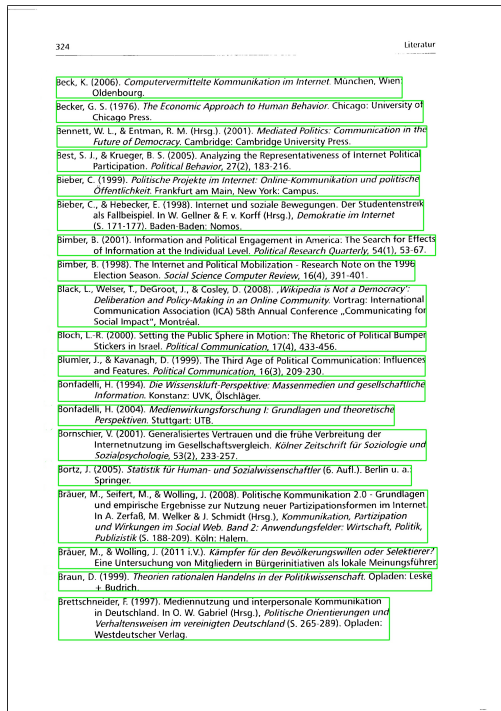 324
Literatur
Beck, K. (2006). Computervermittelte Kommunikation im Internet. München, Wien:
Oldenbourg.
Becker, G. S. (1976). The Economic Approach to Human Behavior. Chicago: University of
Chicago Press.
Bennett, W. L., & Entman, R. M. (Hrsg.). (2001). Mediated Politics: Communication in the
Future of Democracy. Cambridge: Cambridge University Press.
Best, S. J., & Krueger, B. S. (2005). Analyzing the Representativeness of Internet Political
Participation. Political Behavior, 27(2), 183-216.
Bieber, C. (1999). Politische Projekte im Internet: Online-Kommunikation und politische
Öffentlichkeit. Frankfurt am Main, New York: Campus.
Bieber, C., & Hebecker, E. (1998). Internet und soziale Bewegungen. Der Studentenstreik
als Fallbeispiel. In W. Gellner & F. v. Korff (Hrsg.), Demokratie im Internet
(S. 171-177). Baden-Baden: Nomos.
Bimber, B. (2001). Information and Political Engagement in America: The Search for Effects
of Information at the Individual Level. Political Research Quarterly, 54(1), 53-67.
Bimber, B. (1998). The Internet and Political Mobilization - Research Note on the 1996
Election Season. Social Science Computer Review, 16(4), 391-401.
Black, L., Welser, T., DeGroot, J., & Cosley, D. (2008). ‚Wikipedia is Not a Democracy':
Deliberation and Policy-Making in an Online Community. Vortrag: International
Communication Association (ICA) 58th Annual Conference „Communicating for
Social Impact", Montréal.
Bloch, L.-R. (2000). Setting the Public Sphere in Motion: The Rhetoric of Political Bumper
Stickers in Israel. Political Communication, 17(4), 433-456.
Blumler, J., & Kavanagh, D. (1999). The Third Age of Political Communication: Influences
and Features. Political Communication, 16(3), 209-230.
Bonfadelli, H. (1994). Die Wissenskluft-Perspektive: Massenmedien und gesellschaftliche
Information. Konstanz: UVK, Ölschläger.
Bonfadelli, H. (2004). Medienwirkungsforschung I: Grundlagen und theoretische
Perspektiven. Stuttgart: UTB.
Bornschier, V. (2001). Generalisiertes Vertrauen und die frühe Verbreitung der
Internetnutzung im Gesellschaftsvergleich. Kölner Zeitschrift für Soziologie und
Sozialpsychologie, 53(2), 233-257.
Bortz, J. (2005). Statistik für Human- und Sozialwissenschaftler (6. Aufl.). Berlin u. a.:
Springer.
Bräuer, M., Seifert, M., & Wolling, J. (2008). Politische Kommunikation 2.0 - Grundlagen
und empirische Ergebnisse zur Nutzung neuer Partizipationsformen im Internet.
In A. Zerfaß, M. Welker & J. Schmidt (Hrsg.), Kommunikation, Partizipation
und Wirkungen im Social Web. Band 2: Anwendungsfelder: Wirtschaft, Politik,
Publizistik (S. 188-209). Köln: Halem.
Bräuer, M., & Wolling, J. (2011 i.V.). Kämpfer für den Bevölkerungswillen oder Selektierer?
Eine Untersuchung von Mitgliedern in Bürgerinitiativen als lokale Meinungsführer.
Braun, D. (1999). Theorien rationalen Handelns in der Politikwissenschaft. Opladen: Leske
+ Budrich.
Brettschneider, F. (1997). Mediennutzung und interpersonale Kommunikation
in Deutschland. In O. W. Gabriel (Hrsg.), Politische Orientierungen und
Verhaltensweisen im vereinigten Deutschland (S. 265-289). Opladen:
Westdeutscher Verlag.